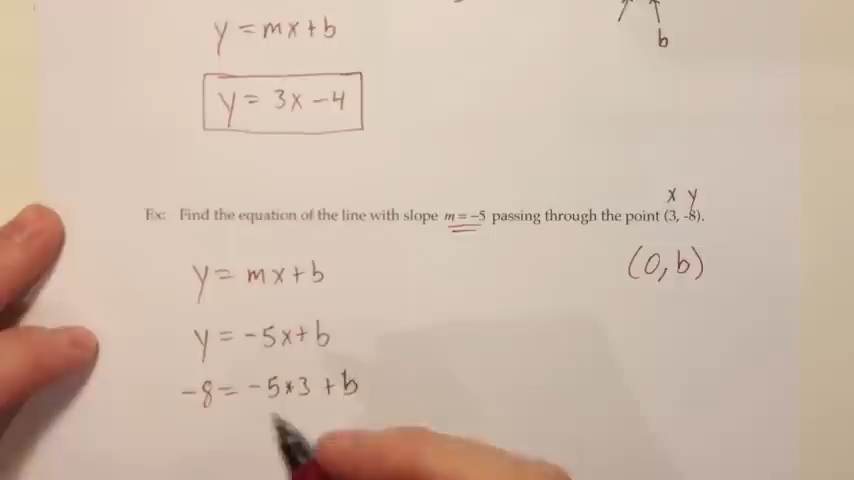 y = mx + b
b
y = 3x - 4
x y
Ex: Find the equation of the line with slope m = -5 passing through the point (3, -8).
y = mx + b
(0, b)
y = -5x + b
-8 = -5*3 + b